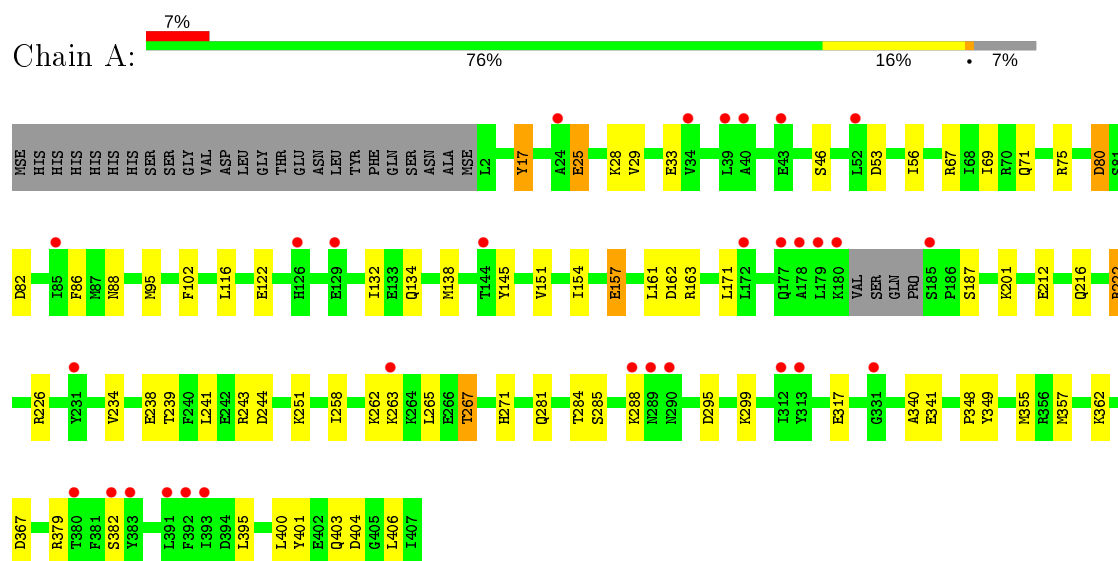 7%
Chain A:
76% 16% • 7%
MSE HIS HIS HIS HIS HIS HIS SER SER GLY VAL ASP LEU GLY THR GLU ASN LEU TYR PHE GLN SER ASN ALA MSE L2 Y17 A24 E25 K28 V29 E33 V34 L39 A40 E43 S46 L52 D53 I56 R67 I68 I69 R70 Q71 R75 D80 S81
D82 I85 F86 M87 N88 M95 F102 L116 E122 H126 E129 I132 E133 Q134 M138 T144 Y145 V151 I154 E157 L161 D162 R163 L171 L172 Q177 A178 L179 K180 VAL SER GLN PRO S185 P186 S187 K201 E212 Q216
R226 Y231 V234 E238 T239 F240 L241 E242 R243 D244 K251 I258 K262 K263 K264 L265 E266 T267 H271 Q281 T284 S285 K288 N289 N290 D295 K299 I312 Y313 E317 G331 A340 E341 P348 Y349 M355 R356 M357 K362
D367 R379 T380 F381 S382 Y383 L391 F392 I393 D394 L395 L400 Y401 E402 Q403 D404 G405 L406 I407